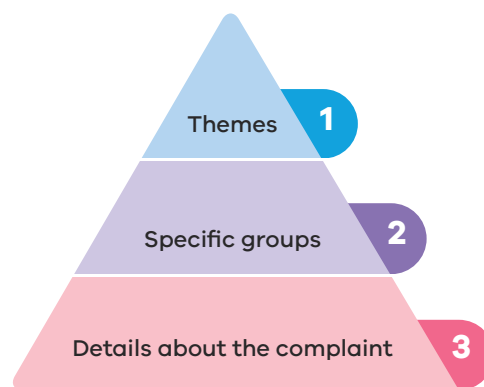 Themes 1
Specific groups 2
Details about the complaint 3